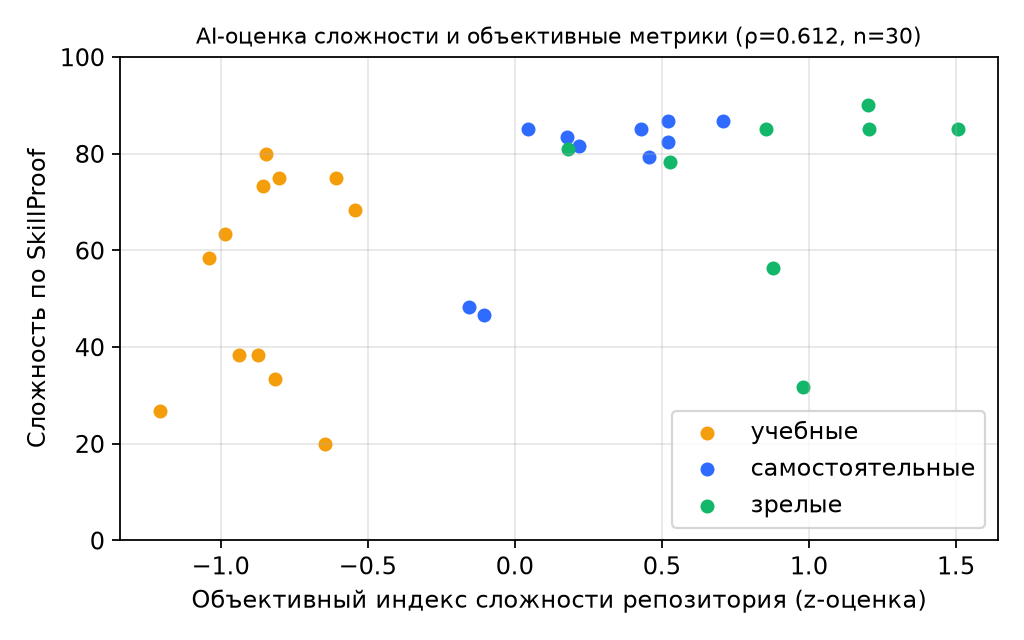 AI-оценка сложности и объективные метрики (ρ=0.612, n=30)
100
80
60
40
20
0
Сложность по SkillProof
−1.0
−0.5
0.0
0.5
1.0
1.5
Объективный индекс сложности репозитория (z-оценка)
учебные
самостоятельные
зрелые